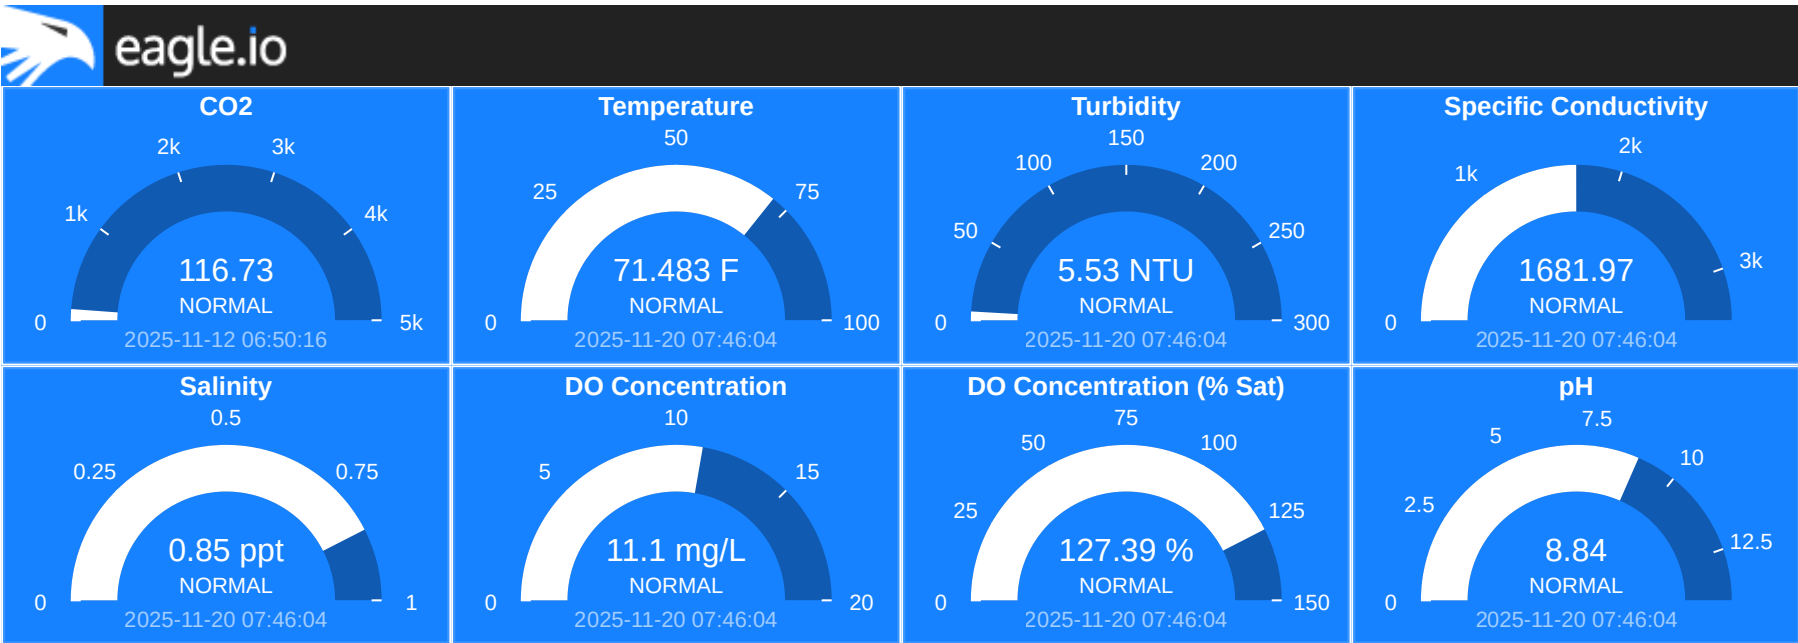 eagle.io
CO2
2k
3k
1k
4k
116.73
NORMAL
0
5k
2025-11-12 06:50:16
Temperature
50
25
75
71.483 F
NORMAL
0
100
2025-11-20 07:46:04
Turbidity
150
100
200
50
250
5.53 NTU
NORMAL
0
300
2025-11-20 07:46:04
Specific Conductivity
2k
1k
3k
1681.97
NORMAL
0
2025-11-20 07:46:04
Salinity
0.5
0.25
0.75
0.85 ppt
NORMAL
0
1
2025-11-20 07:46:04
DO Concentration
10
5
15
11.1 mg/L
NORMAL
0
20
2025-11-20 07:46:04
DO Concentration (% Sat)
75
50
100
25
125
127.39 %
NORMAL
0
150
2025-11-20 07:46:04
pH
7.5
5
10
2.5
12.5
8.84
NORMAL
0
2025-11-20 07:46:04